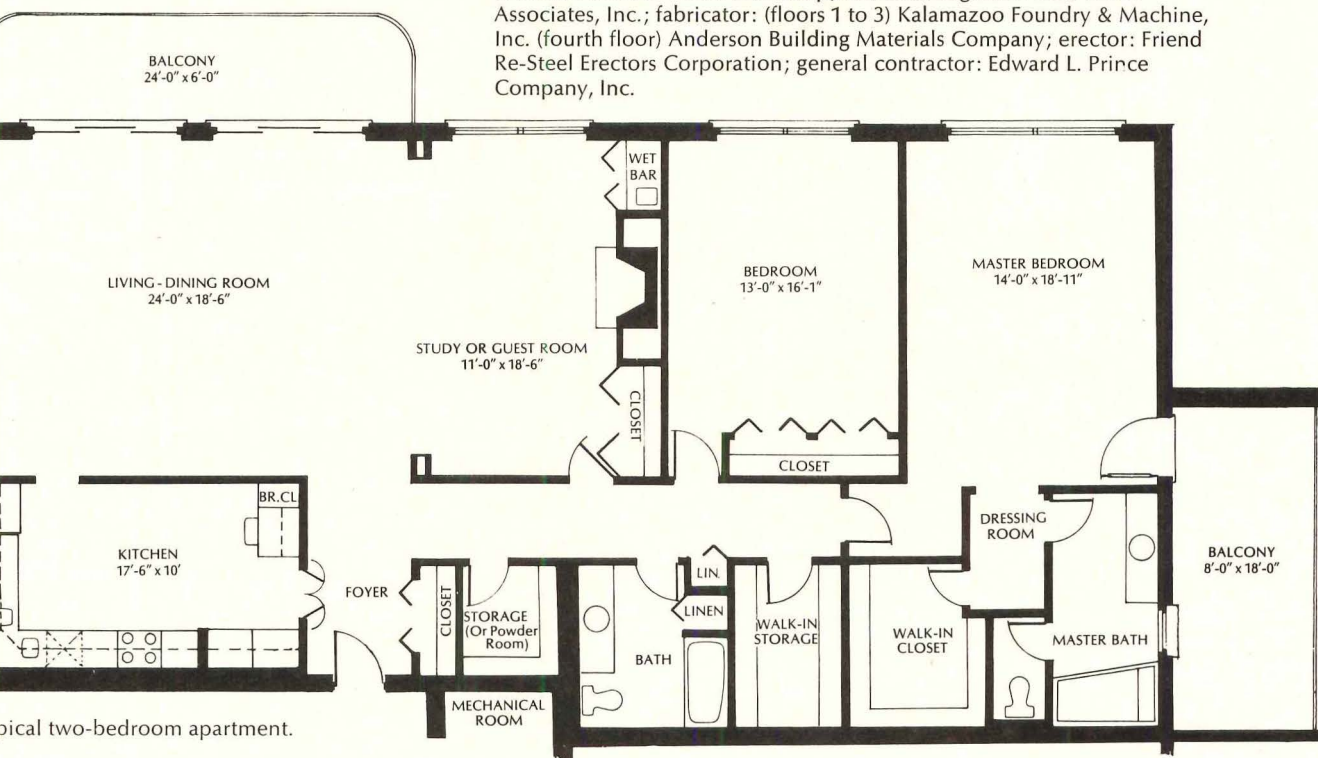 Associates, Inc.; fabricator: (floors 1 to 3) Kalamazoo Foundry & Machine,
Inc. (fourth floor) Anderson Building Materials Company; erector: Friend
Re-Steel Erectors Corporation; general contractor: Edward L. Prince
Company, Inc.
BALCONY
24'-0" x 6'-0"
WET
BAR
LIVING - DINING ROOM
24'-0" x 18'-6"
STUDY OR GUEST ROOM
11'-0" x 18'-6"
CLOSET
BEDROOM
13'-0" x 16'-1"
CLOSET
MASTER BEDROOM
14'-0" x 18'-11"
BR.CL
KITCHEN
17'-6" x 10'
FOYER
CLOSET
STORAGE
(Or Powder
Room)
MECHANICAL
ROOM
LIN.
LINEN
BATH
WALK-IN
STORAGE
WALK-IN
CLOSET
DRESSING
ROOM
MASTER BATH
BALCONY
8'-0" x 18'-0"
pical two-bedroom apartment.